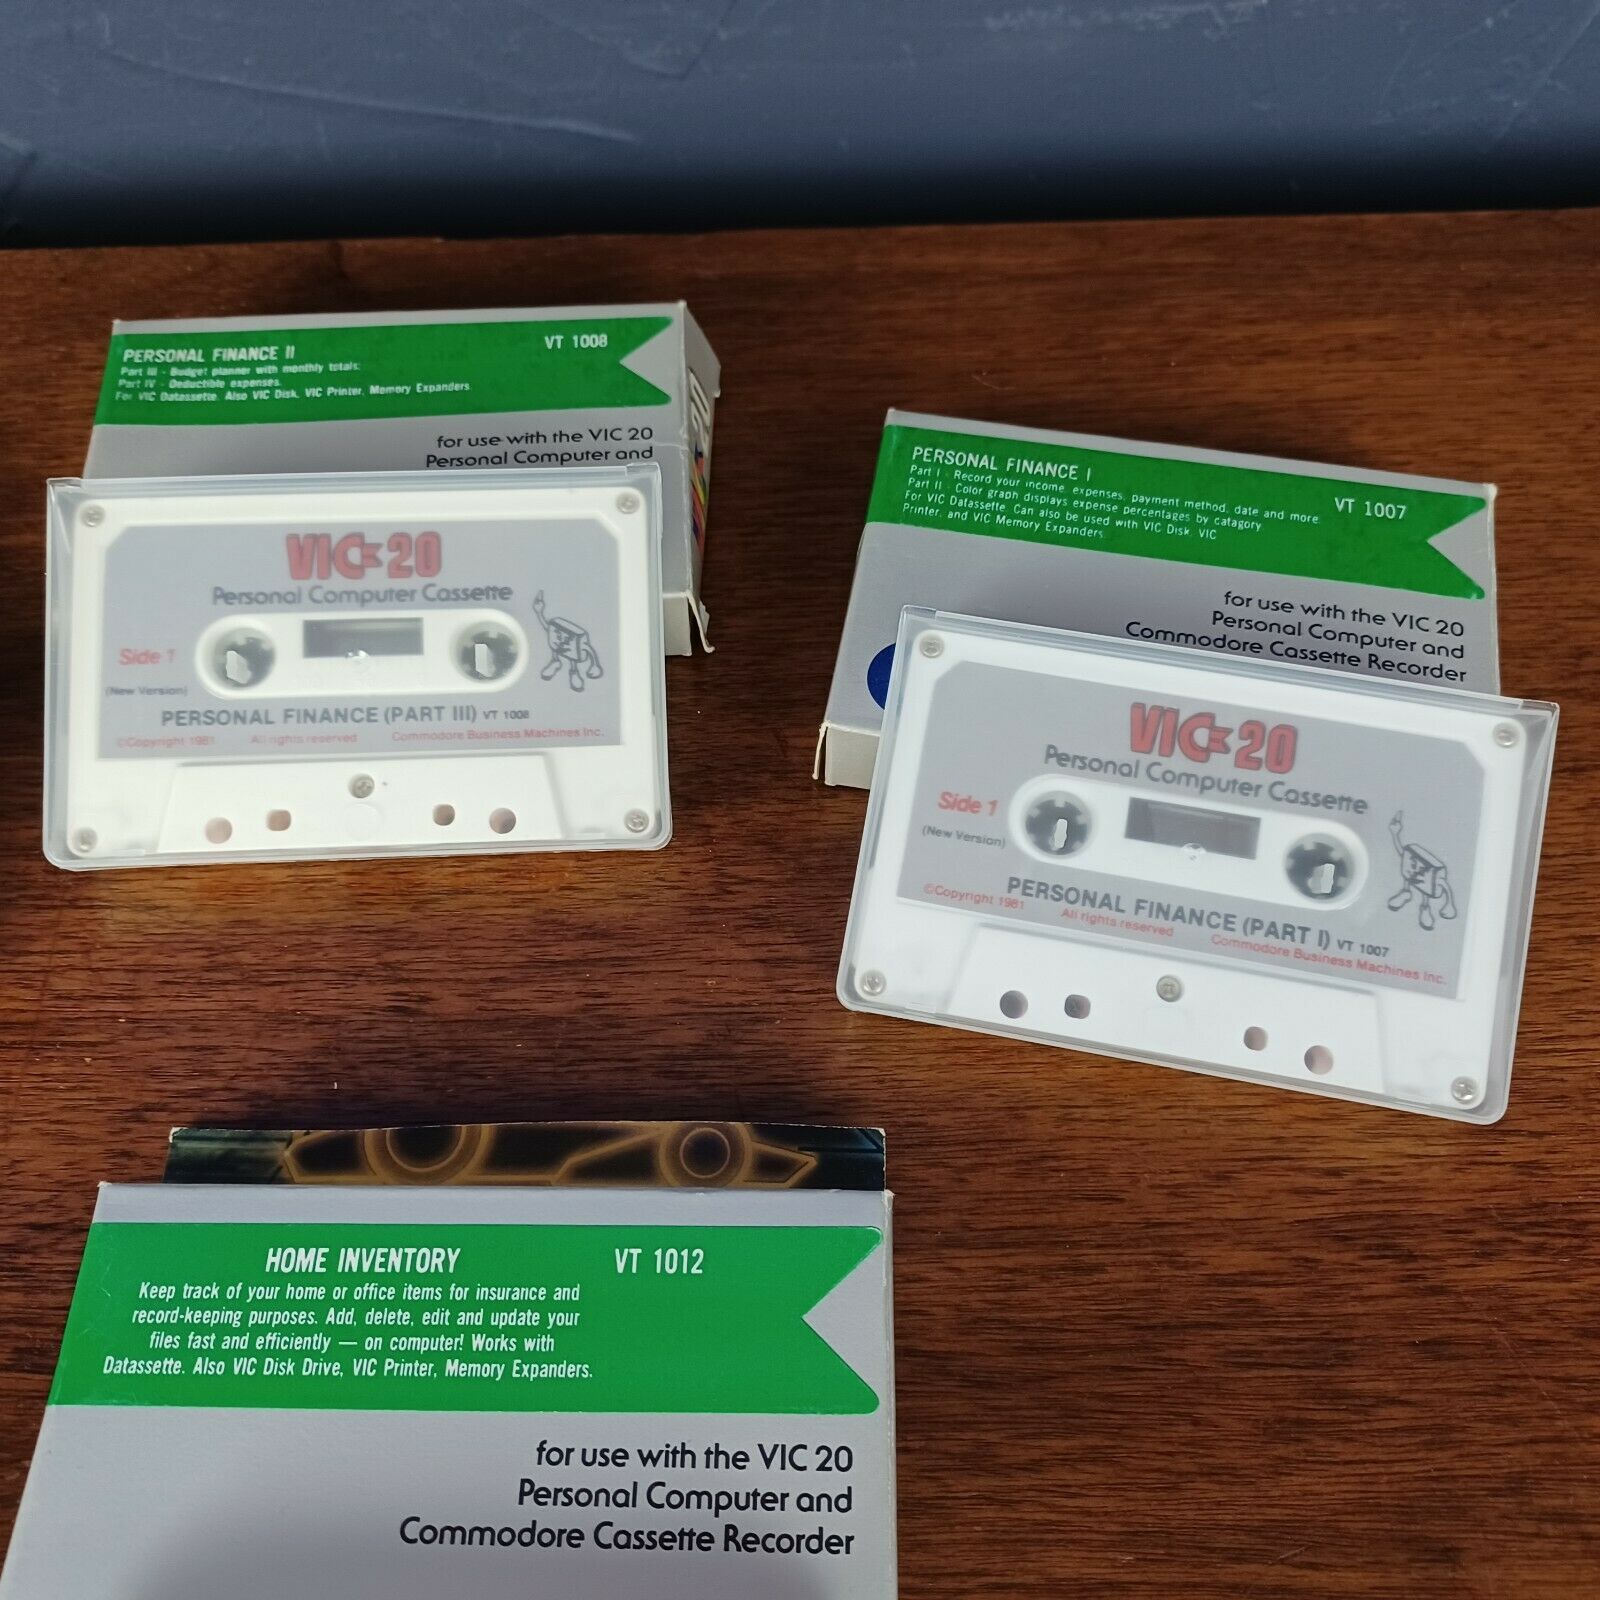 PERSONAL FINANCE II
VT 1008
Part III - Budget planner with monthly totals.
Part IV - Deductible expenses.
For VIC Datassette. Also VIC Disk, VIC Printer, Memory Expanders.
for use with the VIC 20
Personal Computer and
VIC 20
Personal Computer Cassette
Side 1
(New Version)
PERSONAL FINANCE (PART III) VT 1008
©Copyright 1981 All rights reserved Commodore Business Machines Inc.
PERSONAL FINANCE I
VT 1007
Part I - Record your income, expenses, payment method, date and more.
Part II - Color graph displays expense percentages by catagory
For VIC Datassette. Can also be used with VIC Disk, VIC
Printer, and VIC Memory Expanders.
for use with the VIC 20
Personal Computer and
Commodore Cassette Recorder
VIC 20
Personal Computer Cassette
Side 1
(New Version)
PERSONAL FINANCE (PART I) VT 1007
©Copyright 1981 All rights reserved Commodore Business Machines Inc.
HOME INVENTORY
VT 1012
Keep track of your home or office items for insurance and
record-keeping purposes. Add, delete, edit and update your
files fast and efficiently — on computer! Works with
Datassette. Also VIC Disk Drive, VIC Printer, Memory Expanders.
for use with the VIC 20
Personal Computer and
Commodore Cassette Recorder